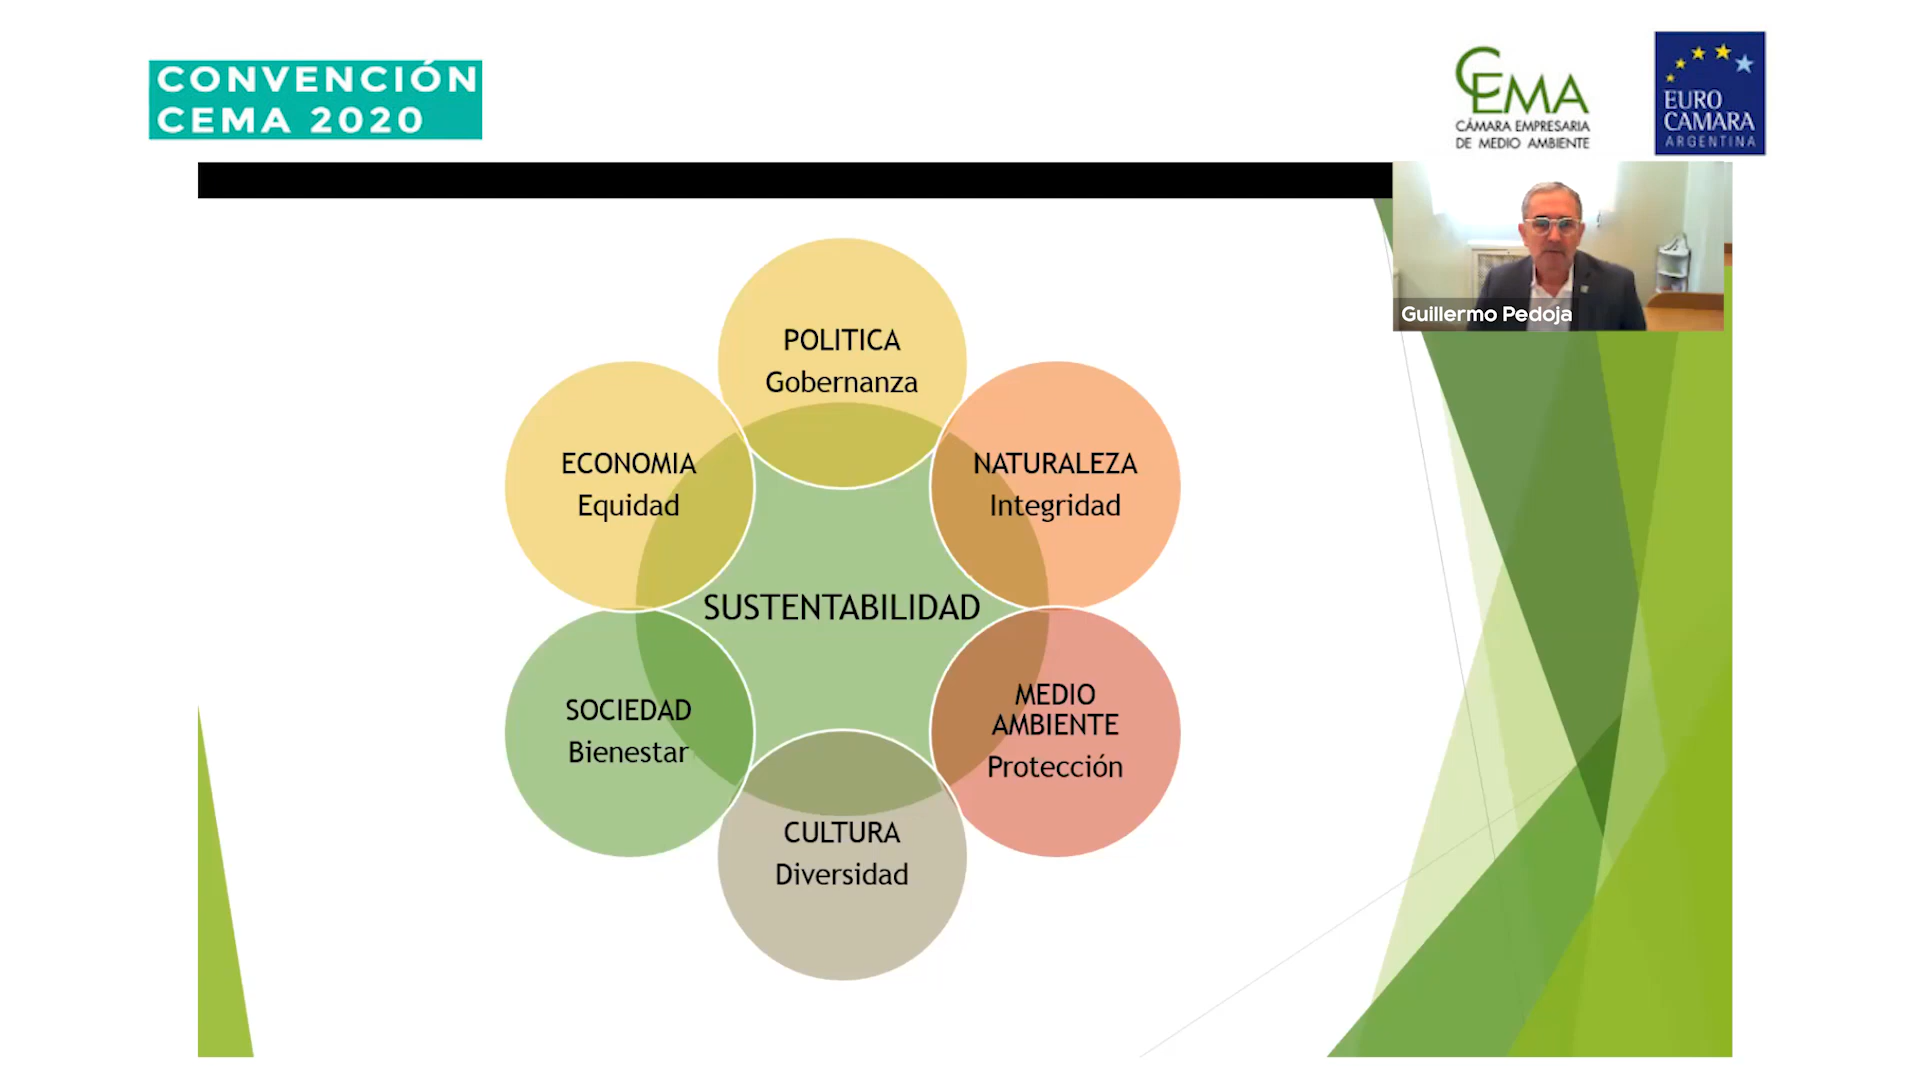 CONVENCIÓN
CEMA 2020
CEMA
CÁMARA EMPRESARIA
DE MEDIO AMBIENTE
EURO
CAMARA
ARGENTINA
Guillermo Pedoja
POLITICA
Gobernanza
ECONOMIA
Equidad
NATURALEZA
Integridad
SUSTENTABILIDAD
SOCIEDAD
Bienestar
MEDIO
AMBIENTE
Protección
CULTURA
Diversidad